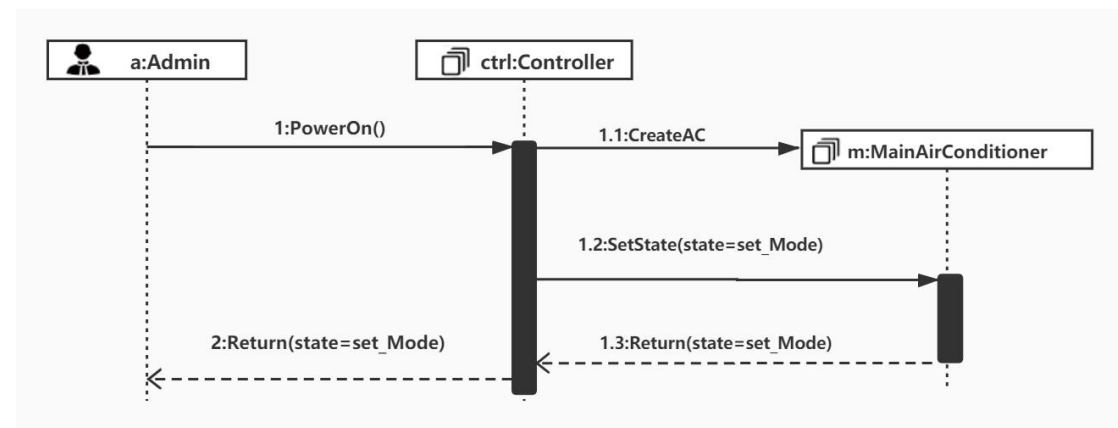 a:Admin
ctrl:Controller
1:PowerOn()
1.1:CreateAC
m:MainAirConditioner
1.2:SetState(state=set_Mode)
2:Return(state=set_Mode)
1.3:Return(state=set_Mode)